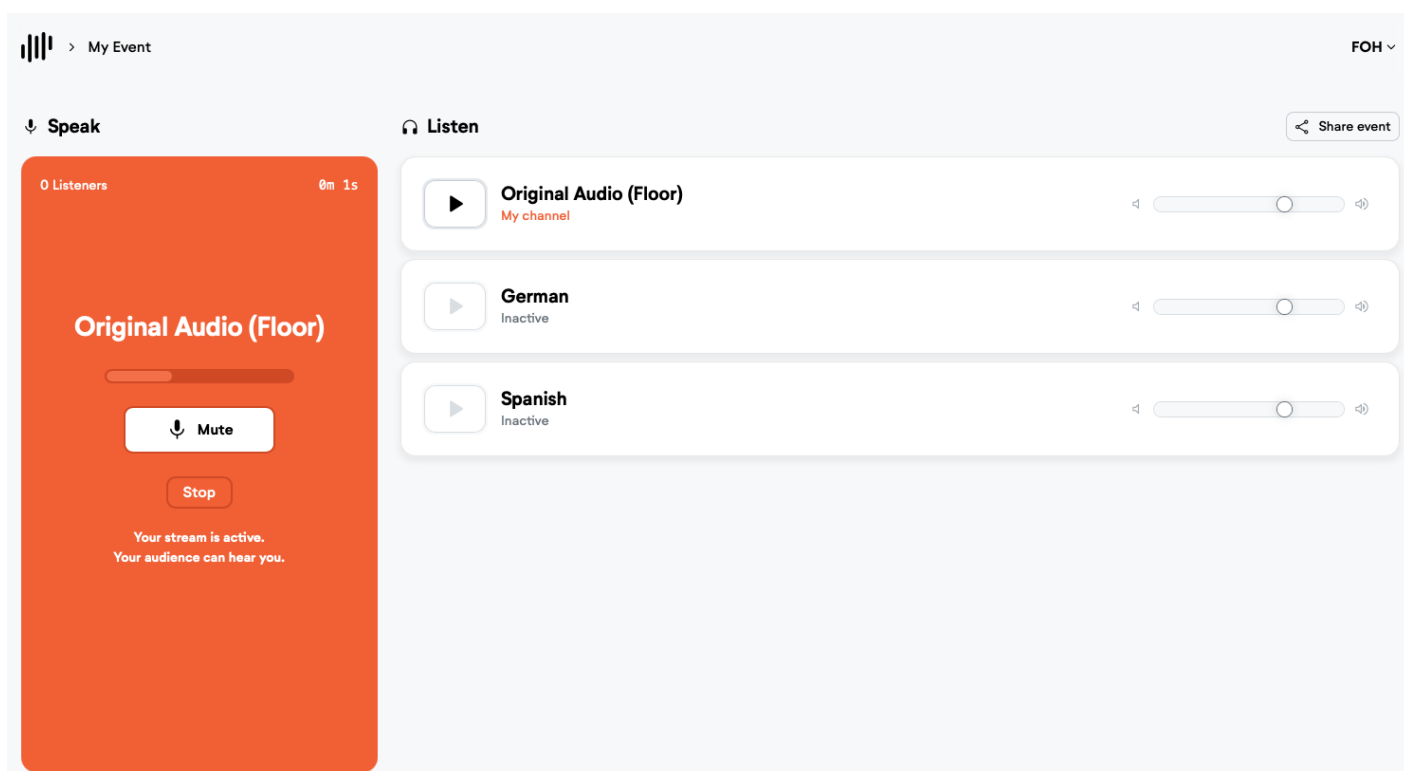 My Event
FOH
Speak
Listen
Share event
0 Listeners
0m 1s
Original Audio (Floor)
Mute
Stop
Your stream is active.
Your audience can hear you.
Original Audio (Floor)
My channel
German
Inactive
Spanish
Inactive